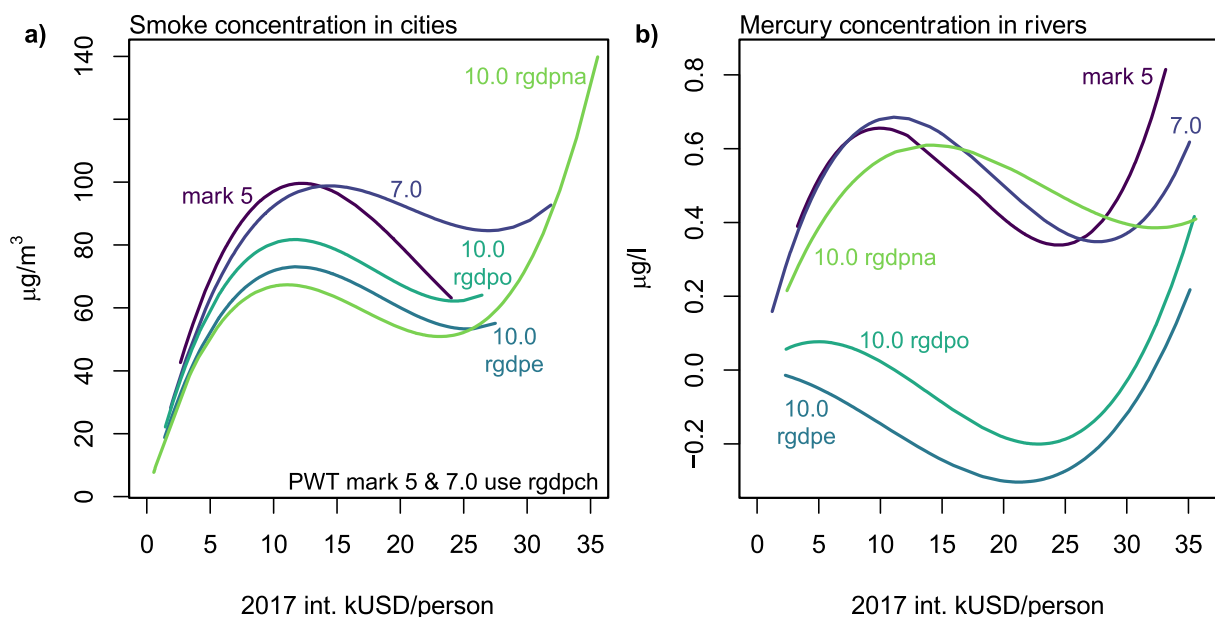 a)
Smoke concentration in cities
140
100
80
60
40
20
0
μg/m³
10.0 rgdpna
mark 5
7.0
10.0
rgdpo
10.0
rgdpe
PWT mark 5 & 7.0 use rgdpch
0 5 10 15 20 25 30 35
2017 int. kUSD/person
b)
Mercury concentration in rivers
0.8
0.6
0.4
0.2
0.0
−0.2
μg/l
mark 5
7.0
10.0 rgdpna
10.0 rgdpo
10.0
rgdpe
0 5 10 15 20 25 30 35
2017 int. kUSD/person